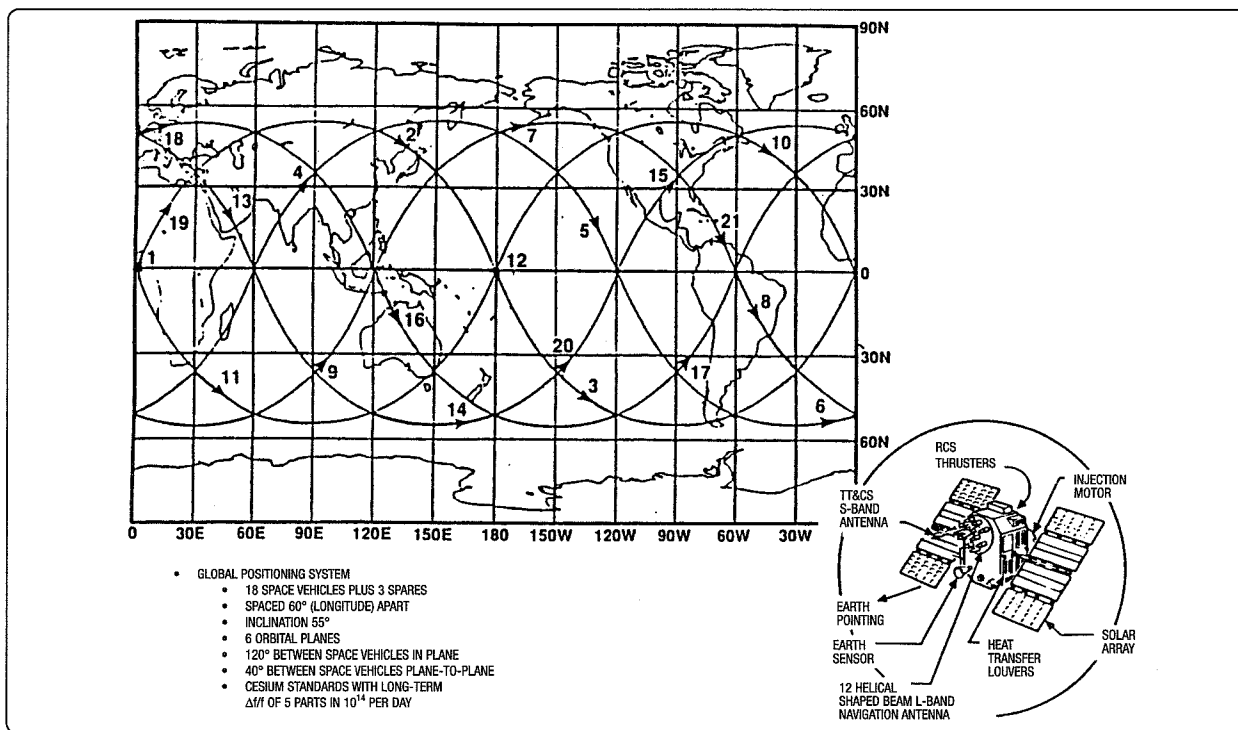 90N
60N
18
2
7
10
4
15
30N
13
19
5
21
1
12
0
8
16
20
30N
11
9
17
3
14
6
60N
0
30E
60E
90E
120E
150E
180
150W
120W
90W
60W
30W
• GLOBAL POSITIONING SYSTEM
• 18 SPACE VEHICLES PLUS 3 SPARES
• SPACED 60° (LONGITUDE) APART
• INCLINATION 55°
• 6 ORBITAL PLANES
• 120° BETWEEN SPACE VEHICLES IN PLANE
• 40° BETWEEN SPACE VEHICLES PLANE-TO-PLANE
• CESIUM STANDARDS WITH LONG-TERM
Δf/f OF 5 PARTS IN 10¹⁴ PER DAY
RCS
THRUSTERS
INJECTION
MOTOR
TT&CS
S-BAND
ANTENNA
EARTH
POINTING
EARTH
SENSOR
HEAT
TRANSFER
LOUVERS
SOLAR
ARRAY
12 HELICAL
SHAPED BEAM L-BAND
NAVIGATION ANTENNA